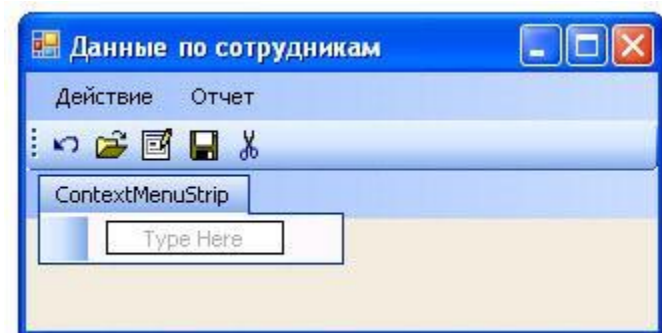 Данные по сотрудникам
Действие Отчет
ContextMenuStrip
Type Here